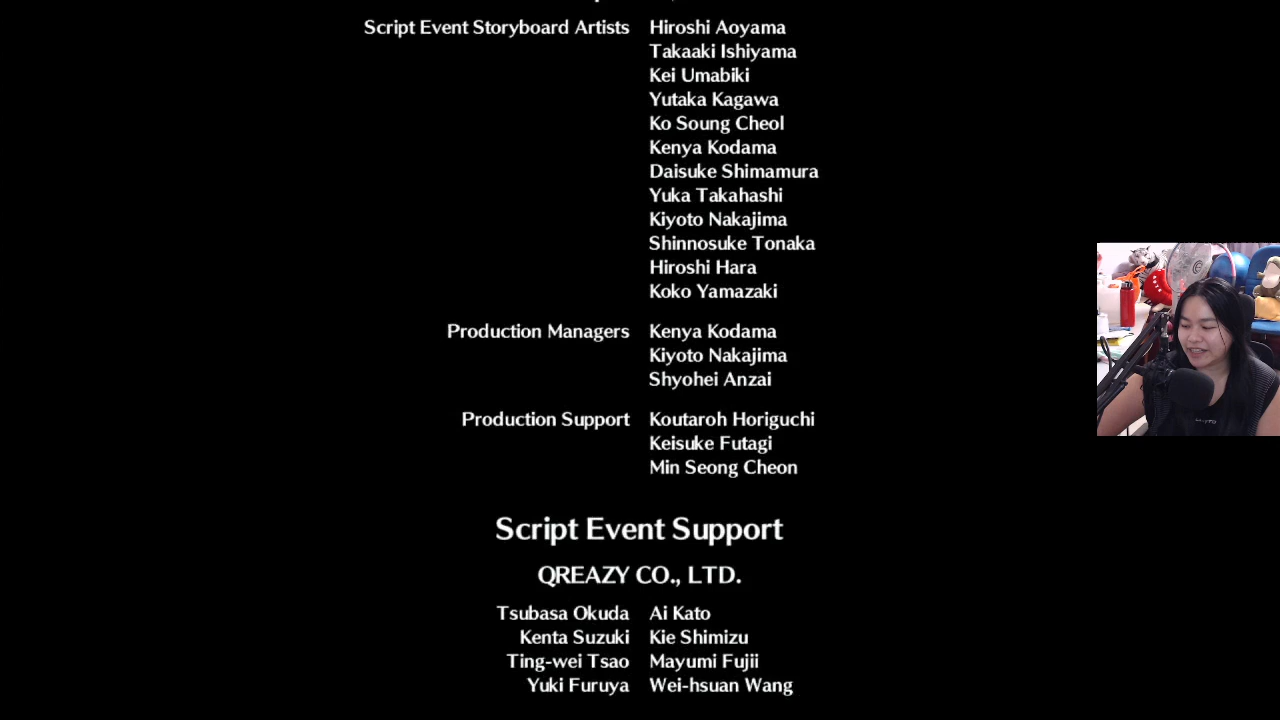 Script Event Storyboard Artists Hiroshi Aoyama
Takaaki Ishiyama
Kei Umabiki
Yutaka Kagawa
Ko Soung Cheol
Kenya Kodama
Daisuke Shimamura
Yuka Takahashi
Kiyoto Nakajima
Shinnosuke Tonaka
Hiroshi Hara
Koko Yamazaki
Production Managers Kenya Kodama
Kiyoto Nakajima
Shyohei Anzai
Production Support Koutaroh Horiguchi
Keisuke Futagi
Min Seong Cheon
Script Event Support
QREAZY CO., LTD.
Tsubasa Okuda Ai Kato
Kenta Suzuki Kie Shimizu
Ting-wei Tsao Mayumi Fujii
Yuki Furuya Wei-hsuan Wang